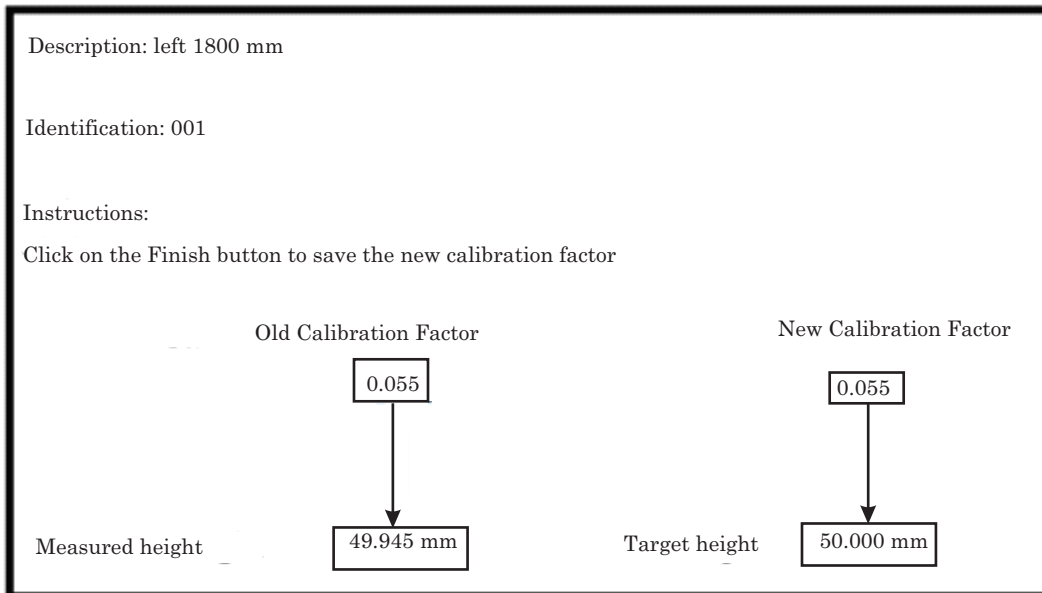 Description: left 1800 mm
Identification: 001
Instructions:
Click on the Finish button to save the new calibration factor
Old Calibration Factor
New Calibration Factor
0.055
0.055
Measured height
49.945 mm
Target height
50.000 mm